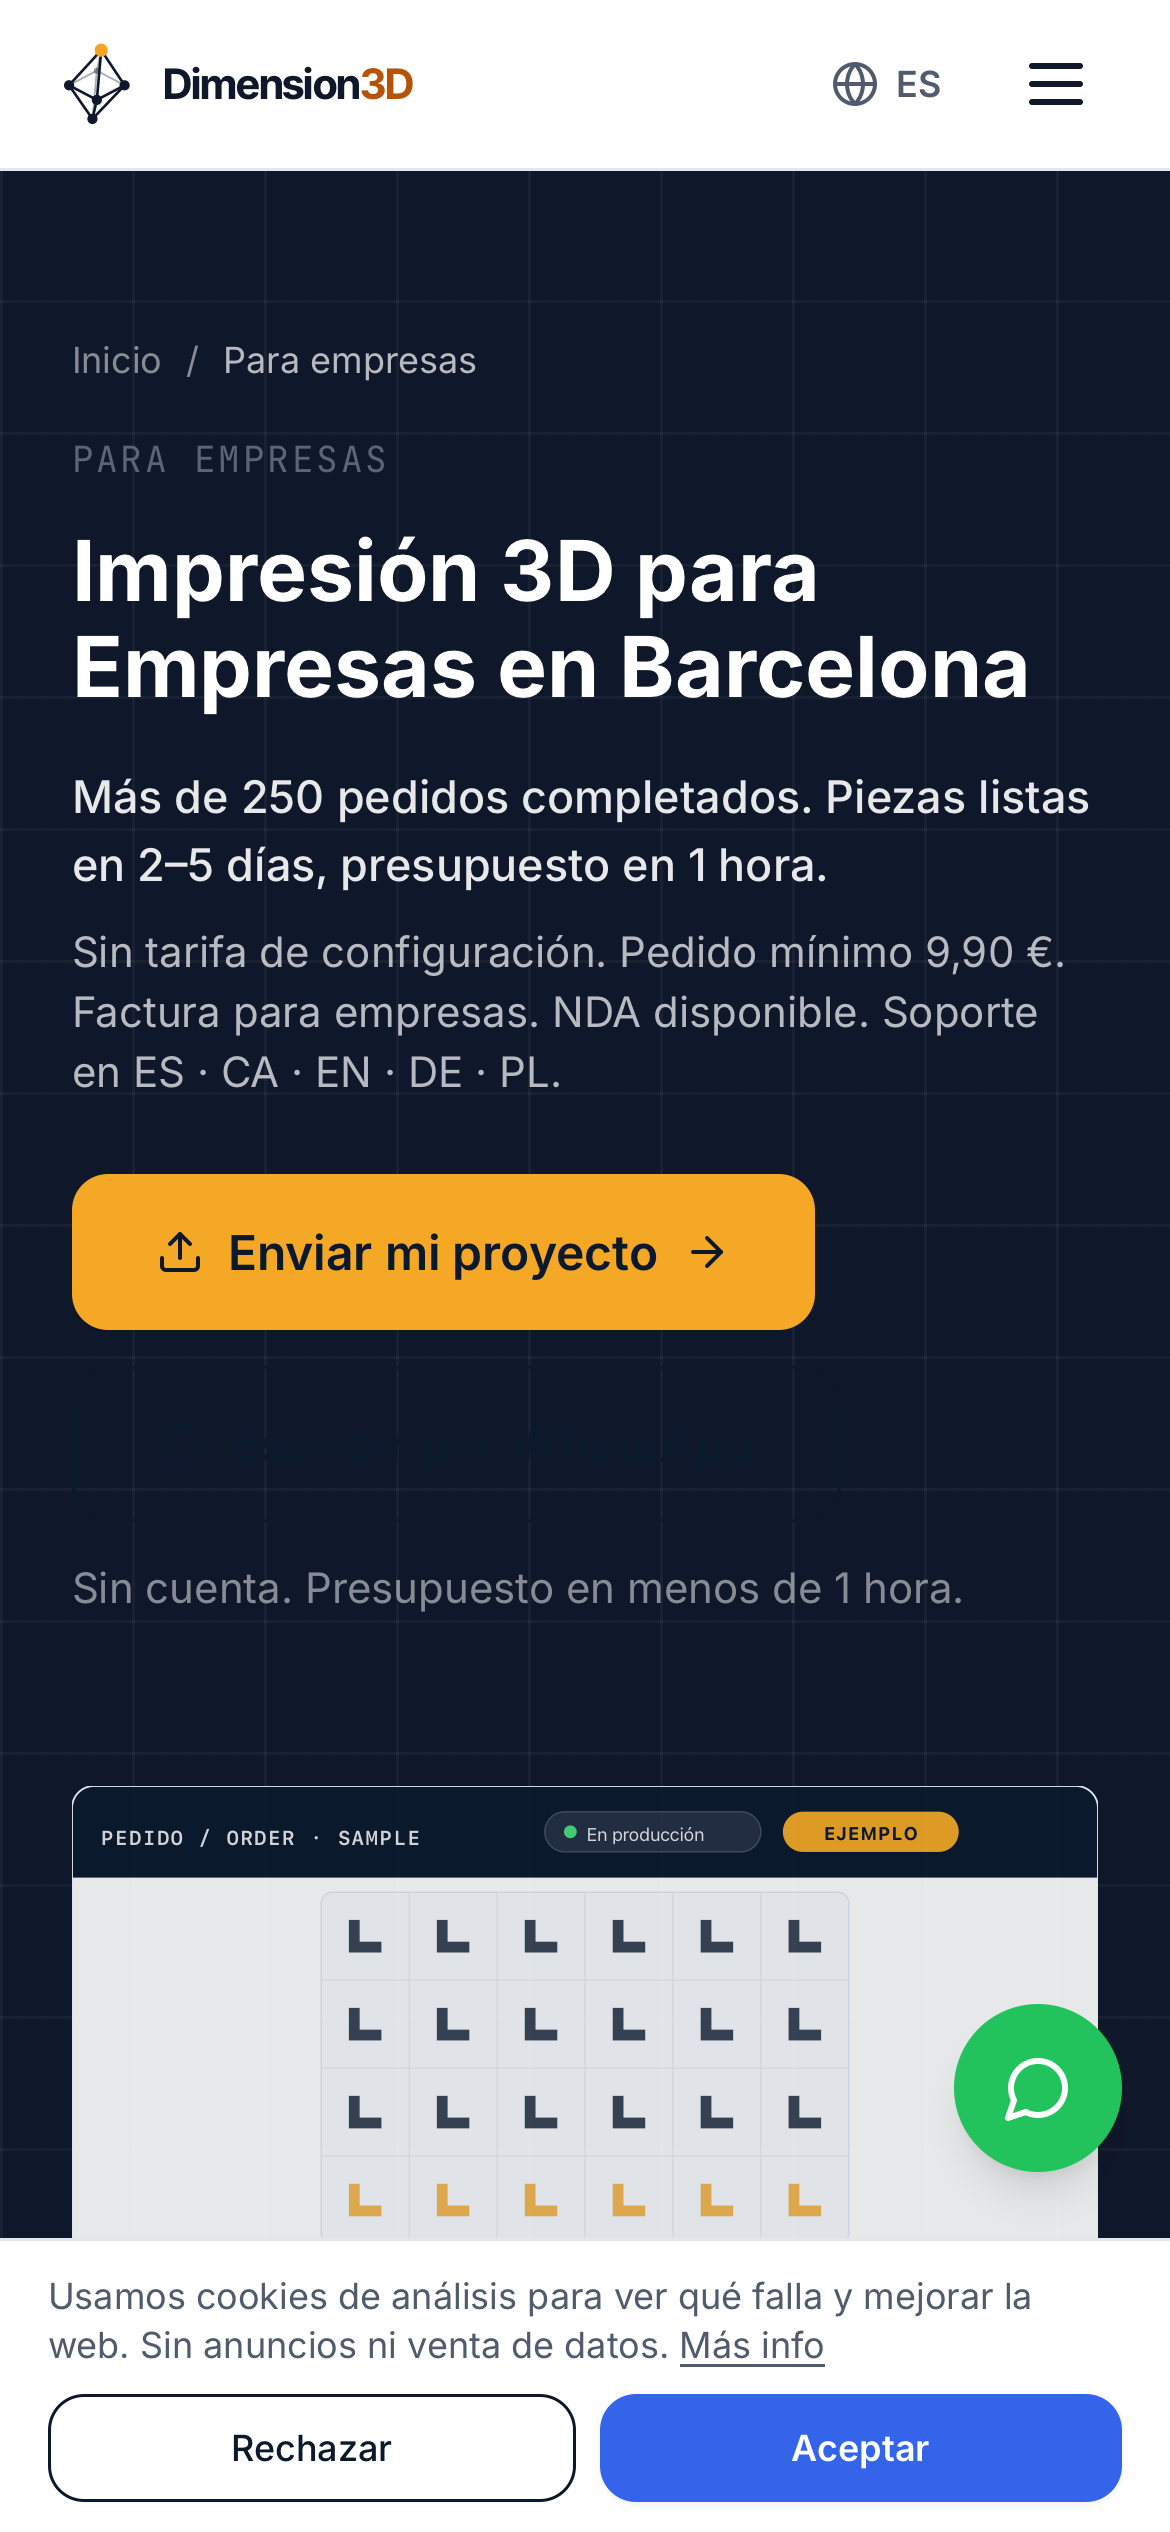 Dimension3D
ES
Inicio / Para empresas
PARA EMPRESAS
Impresión 3D para
Empresas en Barcelona
Más de 250 pedidos completados. Piezas listas
en 2–5 días, presupuesto en 1 hora.
Sin tarifa de configuración. Pedido mínimo 9,90 €.
Factura para empresas. NDA disponible. Soporte
en ES · CA · EN · DE · PL.
Enviar mi proyecto
Sin cuenta. Presupuesto en menos de 1 hora.
PEDIDO / ORDER · SAMPLE
En producción
EJEMPLO
Usamos cookies de análisis para ver qué falla y mejorar la
web. Sin anuncios ni venta de datos. Más info
Rechazar
Aceptar